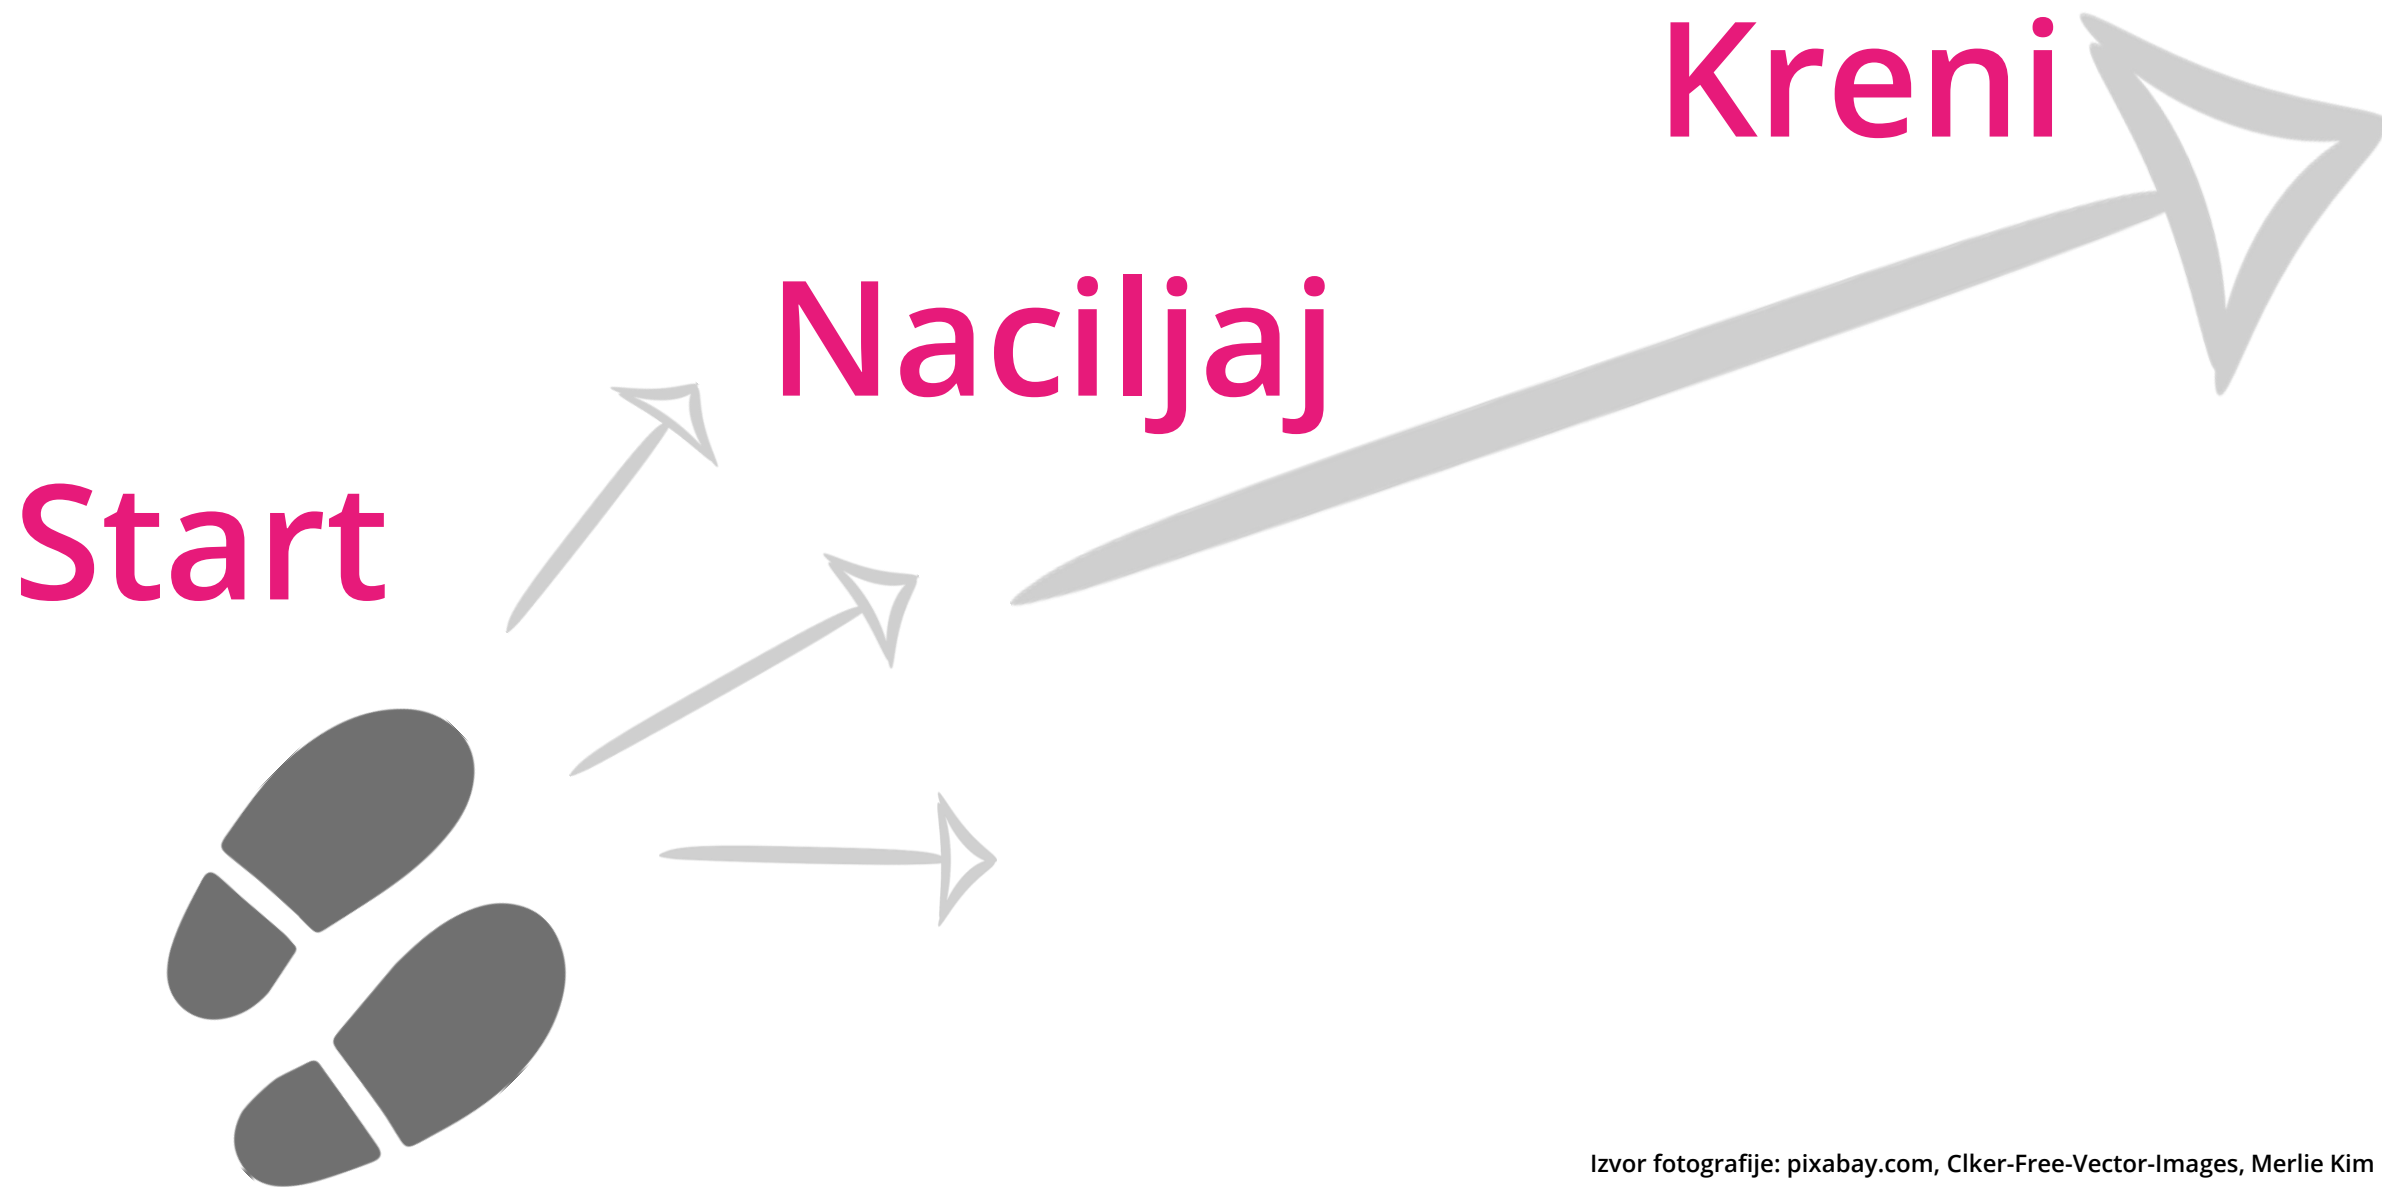 Start
Naciljaj
Kreni
Izvor fotografije: pixabay.com, Clker-Free-Vector-Images, Merlie Kim